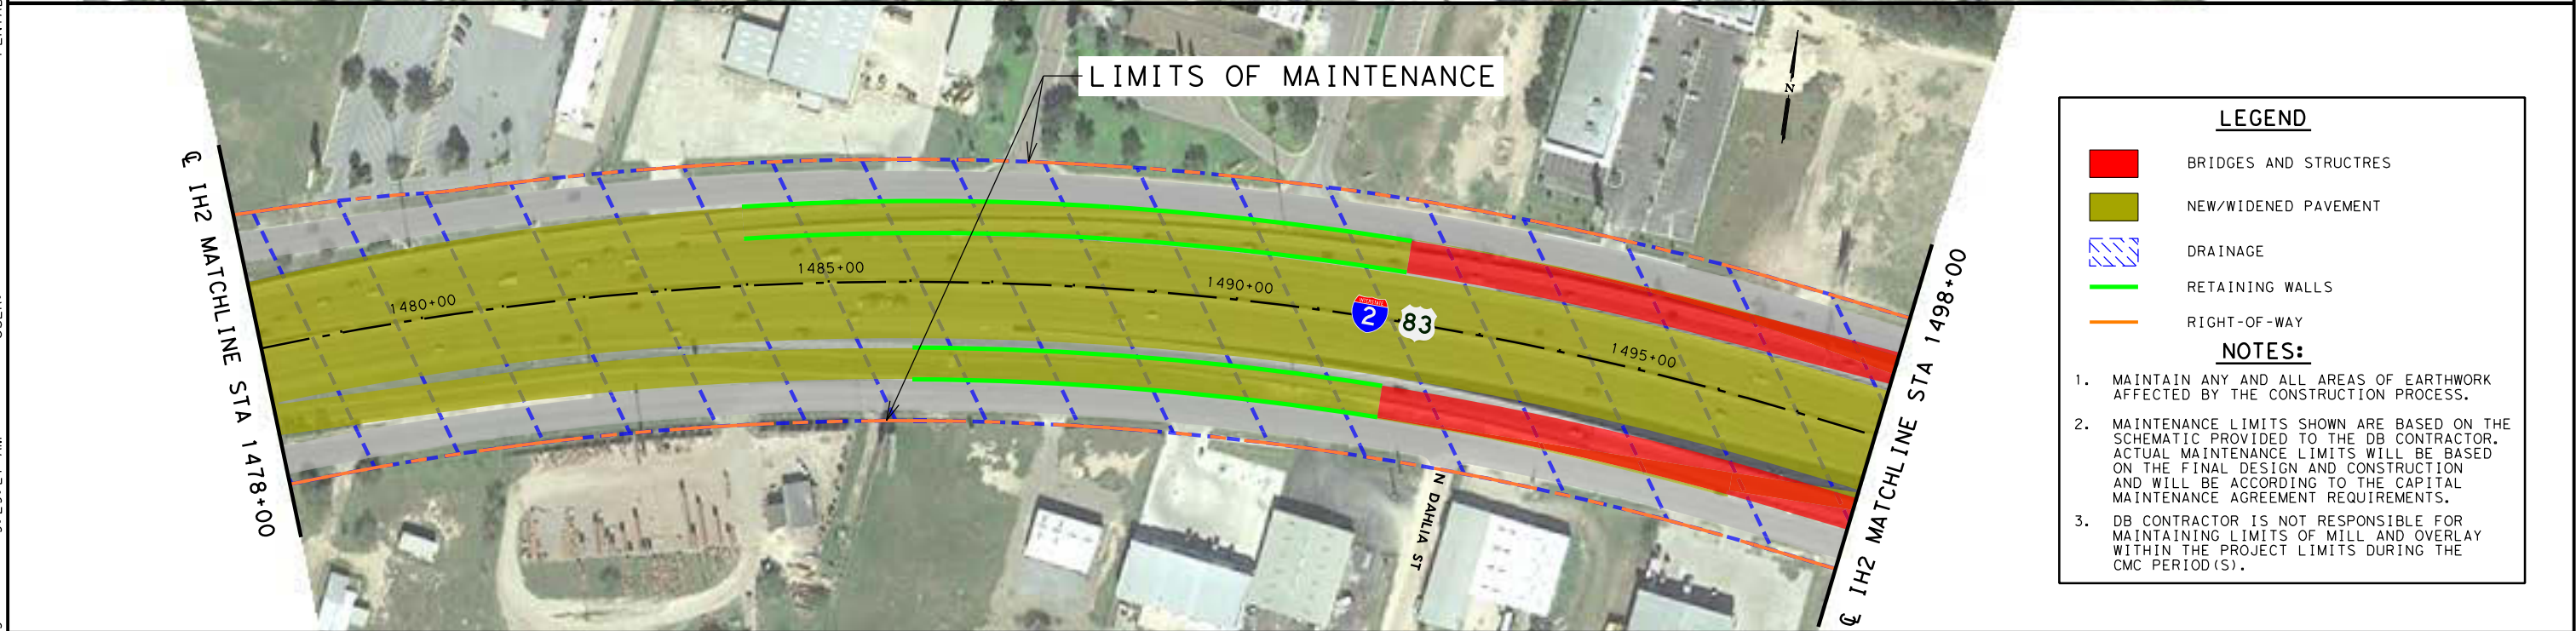 LIMITS OF MAINTENANCE
N
℄ IH2 MATCHLINE STA 1478+00
1480+00
1485+00
1490+00
INTERSTATE
2
83
1495+00
N DAHLIA ST
℄ IH2 MATCHLINE STA 1498+00
LEGEND
BRIDGES AND STRUCTRES
NEW/WIDENED PAVEMENT
DRAINAGE
RETAINING WALLS
RIGHT-OF-WAY
NOTES:
1. MAINTAIN ANY AND ALL AREAS OF EARTHWORK
AFFECTED BY THE CONSTRUCTION PROCESS.
2. MAINTENANCE LIMITS SHOWN ARE BASED ON THE
SCHEMATIC PROVIDED TO THE DB CONTRACTOR.
ACTUAL MAINTENANCE LIMITS WILL BE BASED
ON THE FINAL DESIGN AND CONSTRUCTION
AND WILL BE ACCORDING TO THE CAPITAL
MAINTENANCE AGREEMENT REQUIREMENTS.
3. DB CONTRACTOR IS NOT RESPONSIBLE FOR
MAINTAINING LIMITS OF MILL AND OVERLAY
WITHIN THE PROJECT LIMITS DURING THE
CMC PERIOD(S).